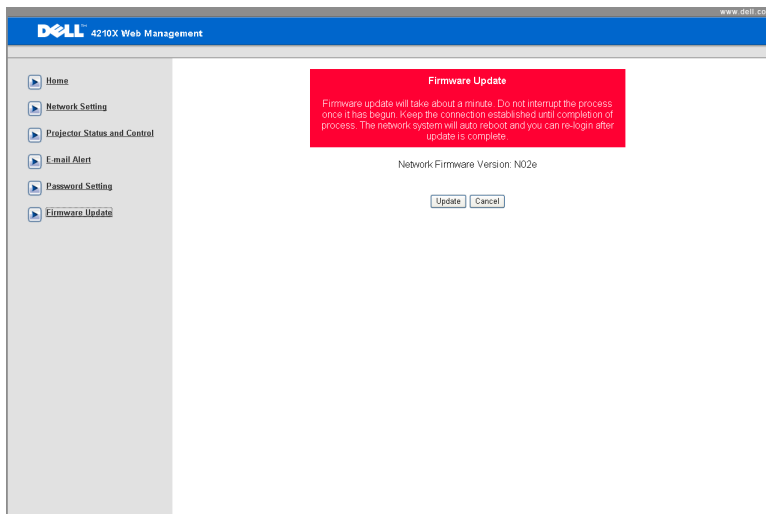 www.dell.co
DELL™ 4210X Web Management
Home
Network Setting
Projector Status and Control
E-mail Alert
Password Setting
Firmware Update
Firmware Update
Firmware update will take about a minute. Do not interrupt the process
once it has begun. Keep the connection established until completion of
process. The network system will auto reboot and you can re-login after
update is complete.
Network Firmware Version: N02e
Update Cancel